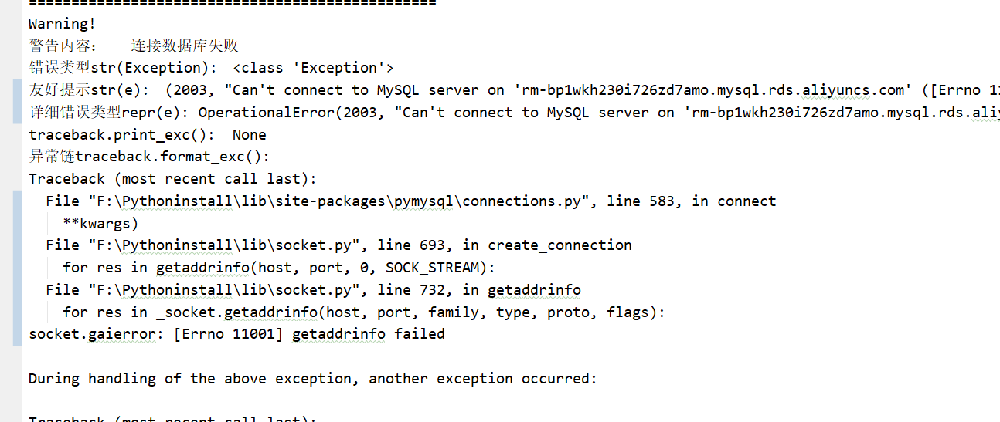 ================================================
Warning!
警告内容:    连接数据库失败
错误类型str(Exception):  <class 'Exception'>
友好提示str(e):  (2003, "Can't connect to MySQL server on 'rm-bp1wkh230i726zd7amo.mysql.rds.aliyuncs.com' ([Errno 11
详细错误类型repr(e): OperationalError(2003, "Can't connect to MySQL server on 'rm-bp1wkh230i726zd7amo.mysql.rds.aliy
traceback.print_exc():  None
异常链traceback.format_exc():
Traceback (most recent call last):
  File "F:\Pythoninstall\lib\site-packages\pymysql\connections.py", line 583, in connect
    **kwargs)
  File "F:\Pythoninstall\lib\socket.py", line 693, in create_connection
    for res in getaddrinfo(host, port, 0, SOCK_STREAM):
  File "F:\Pythoninstall\lib\socket.py", line 732, in getaddrinfo
    for res in _socket.getaddrinfo(host, port, family, type, proto, flags):
socket.gaierror: [Errno 11001] getaddrinfo failed
During handling of the above exception, another exception occurred:
Traceback (most recent call last):